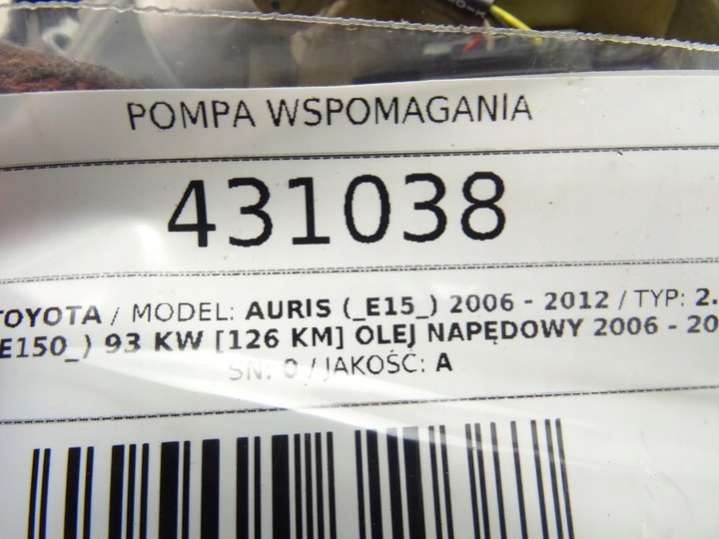 POMPA WSPOMAGANIA
431038
TOYOTA / MODEL: AURIS (_E15_) 2006 - 2012 / TYP: 2.
E150_) 93 KW [126 KM] OLEJ NAPĘDOWY 2006 - 20
SN: 0 / JAKOŚĆ: A